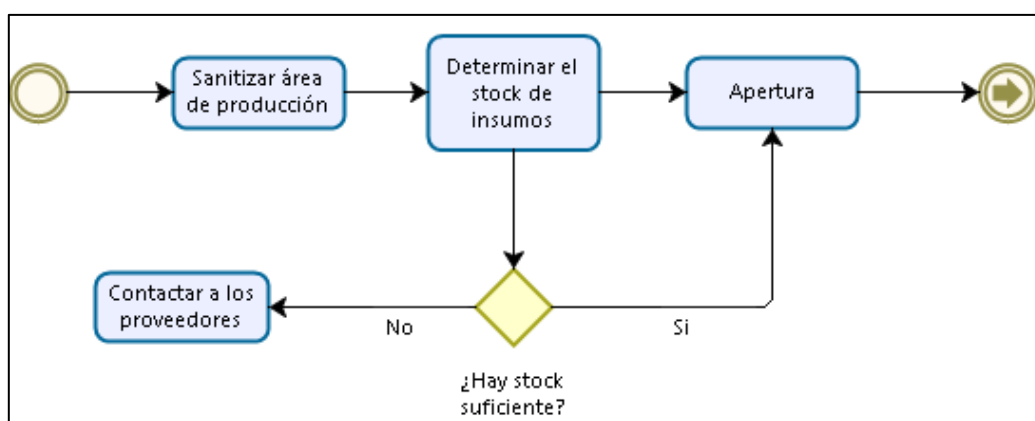 Sanitizar área
de producción
Determinar el
stock de
insumos
Apertura
Contactar a los
proveedores
No
Si
¿Hay stock
suficiente?